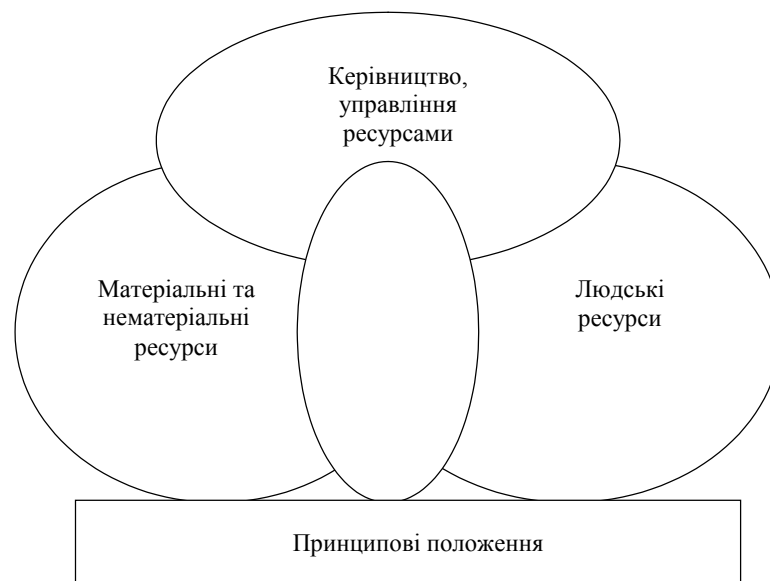 Керівництво,
управління
ресурсами
Матеріальні та
нематеріальні
ресурси
Людські
ресурси
Принципові положення